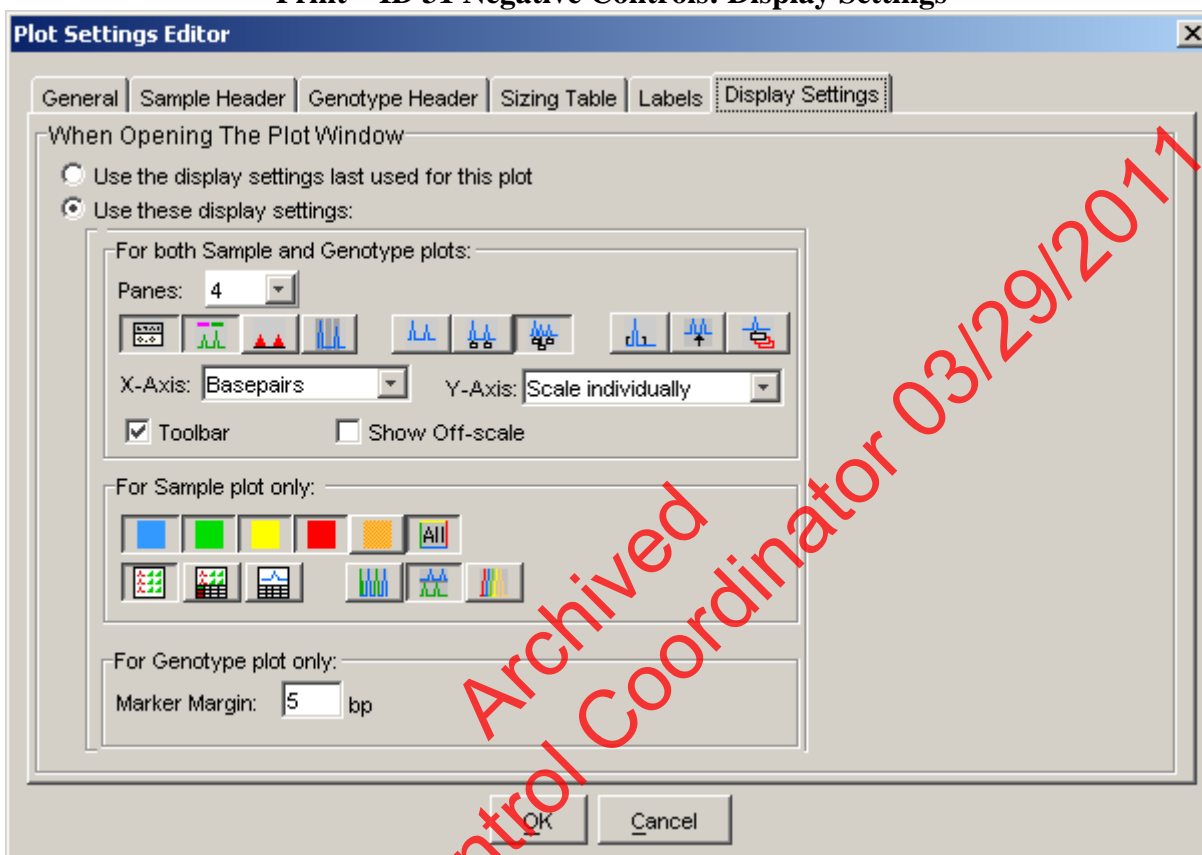 Print – ID 31 Negative Controls: Display Settings
Plot Settings Editor
General Sample Header Genotype Header Sizing Table Labels Display Settings
When Opening The Plot Window
Use the display settings last used for this plot
Use these display settings:
For both Sample and Genotype plots:
Panes: 4
X-Axis: Basepairs Y-Axis: Scale individually
Toolbar Show Off-scale
For Sample plot only:
All
For Genotype plot only:
Marker Margin: 5 bp
OK Cancel
Archived
Control Coordinator 03/29/2011